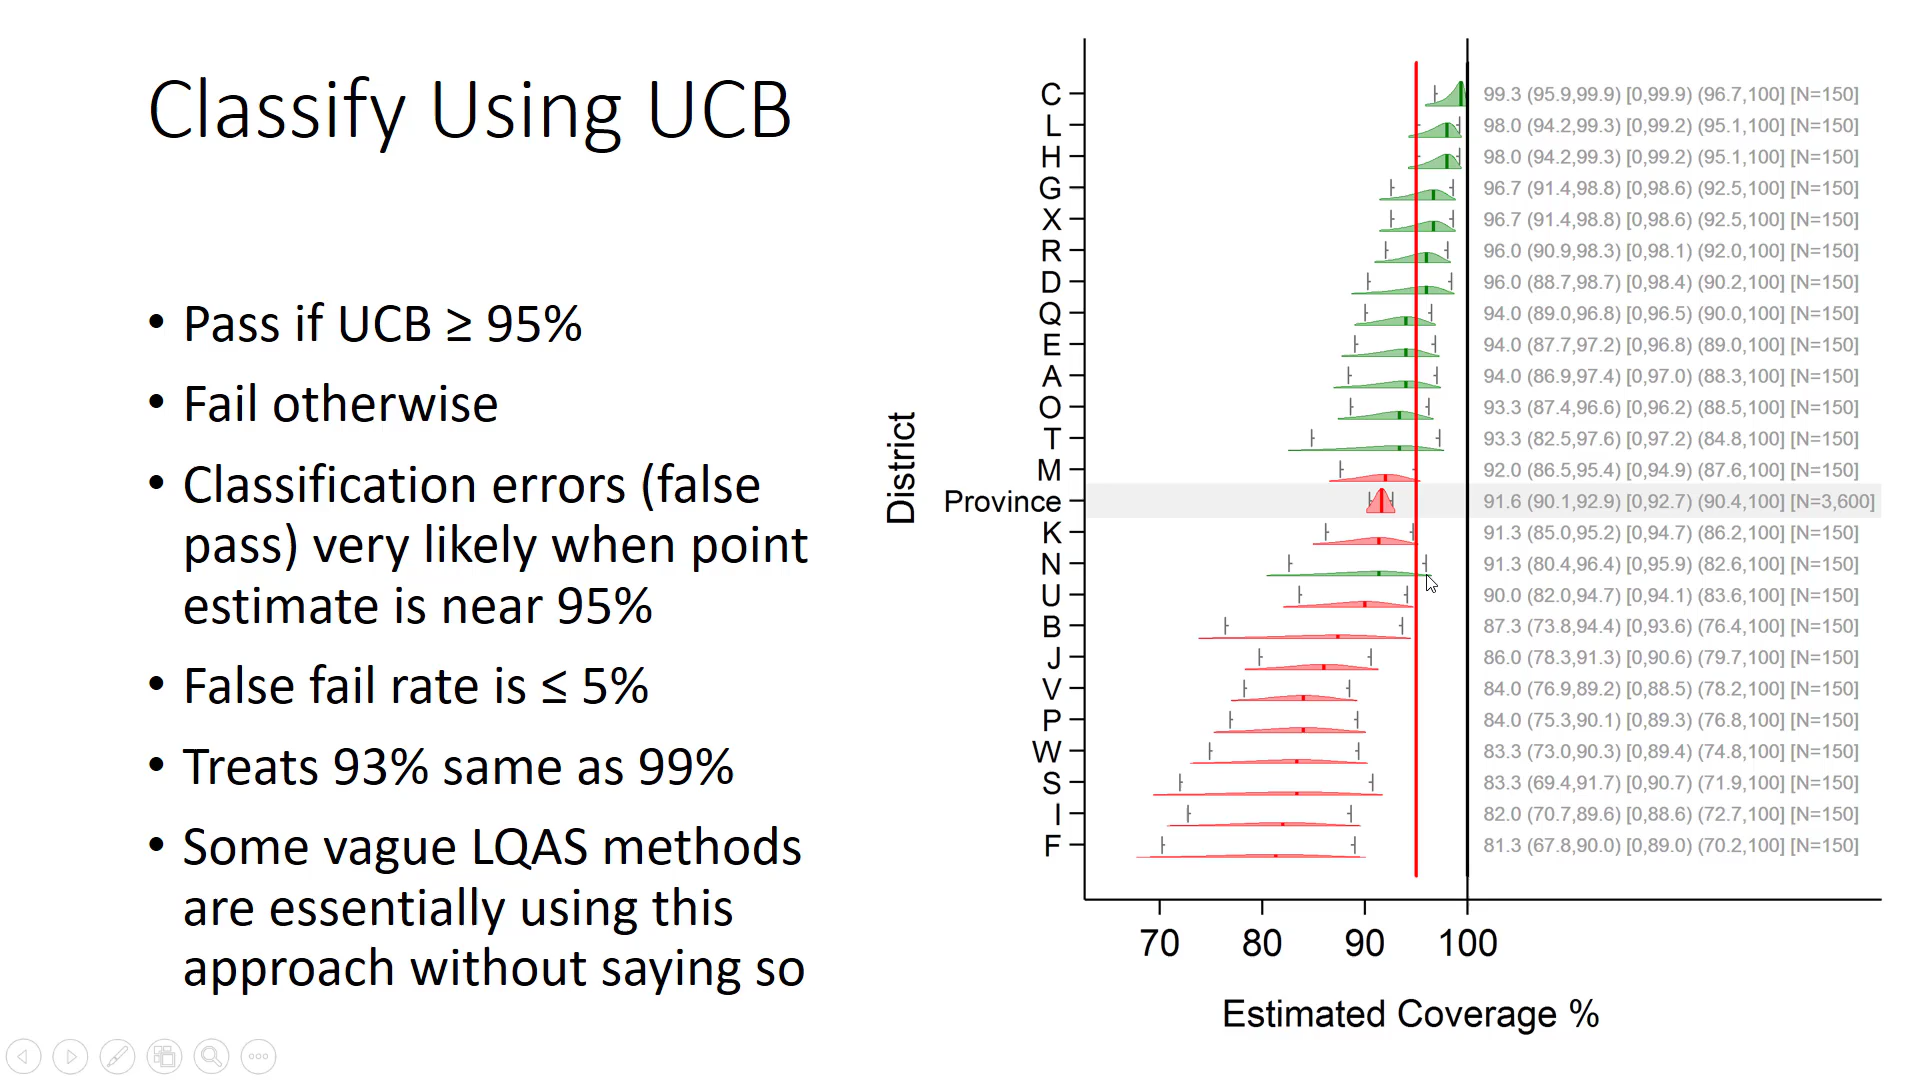 Classify Using UCB
• Pass if UCB ≥ 95%
• Fail otherwise
• Classification errors (false
pass) very likely when point
estimate is near 95%
• False fail rate is ≤ 5%
• Treats 93% same as 99%
• Some vague LQAS methods
are essentially using this
approach without saying so
District
C 99.3 (95.9,99.9) [0,99.9) (96.7,100] [N=150]
L 98.0 (94.2,99.3) [0,99.2) (95.1,100] [N=150]
H 98.0 (94.2,99.3) [0,99.2) (95.1,100] [N=150]
G 96.7 (91.4,98.8) [0,98.6) (92.5,100] [N=150]
X 96.7 (91.4,98.8) [0,98.6) (92.5,100] [N=150]
R 96.0 (90.9,98.3) [0,98.1) (92.0,100] [N=150]
D 96.0 (88.7,98.7) [0,98.4) (90.2,100] [N=150]
Q 94.0 (89.0,96.8) [0,96.5) (90.0,100] [N=150]
E 94.0 (87.7,97.2) [0,96.8) (89.0,100] [N=150]
A 94.0 (86.9,97.4) [0,97.0) (88.3,100] [N=150]
O 93.3 (87.4,96.6) [0,96.2) (88.5,100] [N=150]
T 93.3 (82.5,97.6) [0,97.2) (84.8,100] [N=150]
M 92.0 (86.5,95.4) [0,94.9) (87.6,100] [N=150]
Province 91.6 (90.1,92.9) [0,92.7) (90.4,100] [N=3,600]
K 91.3 (85.0,95.2) [0,94.7) (86.2,100] [N=150]
N 91.3 (80.4,96.4) [0,95.9) (82.6,100] [N=150]
U 90.0 (82.0,94.7) [0,94.1) (83.6,100] [N=150]
B 87.3 (73.8,94.4) [0,93.6) (76.4,100] [N=150]
J 86.0 (78.3,91.3) [0,90.6) (79.7,100] [N=150]
V 84.0 (76.9,89.2) [0,88.5) (78.2,100] [N=150]
P 84.0 (75.3,90.1) [0,89.3) (76.8,100] [N=150]
W 83.3 (73.0,90.3) [0,89.4) (74.8,100] [N=150]
S 83.3 (69.4,91.7) [0,90.7) (71.9,100] [N=150]
I 82.0 (70.7,89.6) [0,88.6) (72.7,100] [N=150]
F 81.3 (67.8,90.0) [0,89.0) (70.2,100] [N=150]
70 80 90 100
Estimated Coverage %